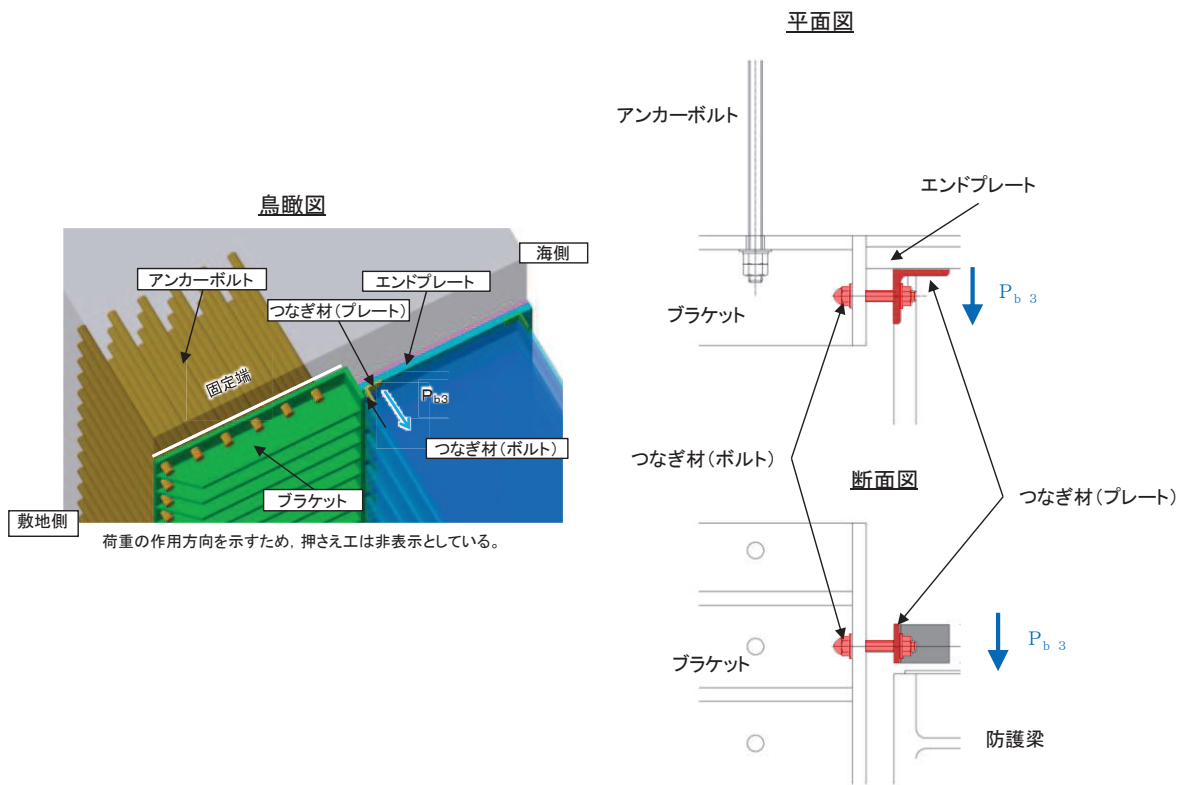 鳥瞰図
海側
アンカーボルト
エンドプレート
つなぎ材(プレート)
固定端
Pb3
つなぎ材(ボルト)
ブラケット
敷地側
荷重の作用方向を示すため，押さえ工は非表示としている。
平面図
アンカーボルト
エンドプレート
Pb 3
ブラケット
つなぎ材(ボルト)
つなぎ材(プレート)
断面図
Pb 3
ブラケット
防護梁